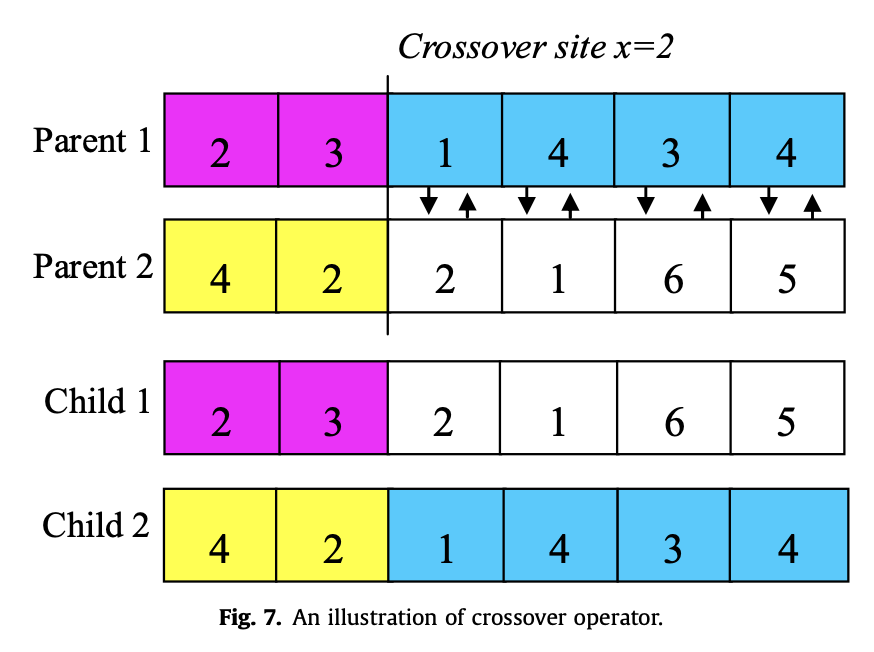 Crossover site x=2
Parent 1 2 3 1 4 3 4
Parent 2 4 2 2 1 6 5
Child 1 2 3 2 1 6 5
Child 2 4 2 1 4 3 4
Fig. 7. An illustration of crossover operator.